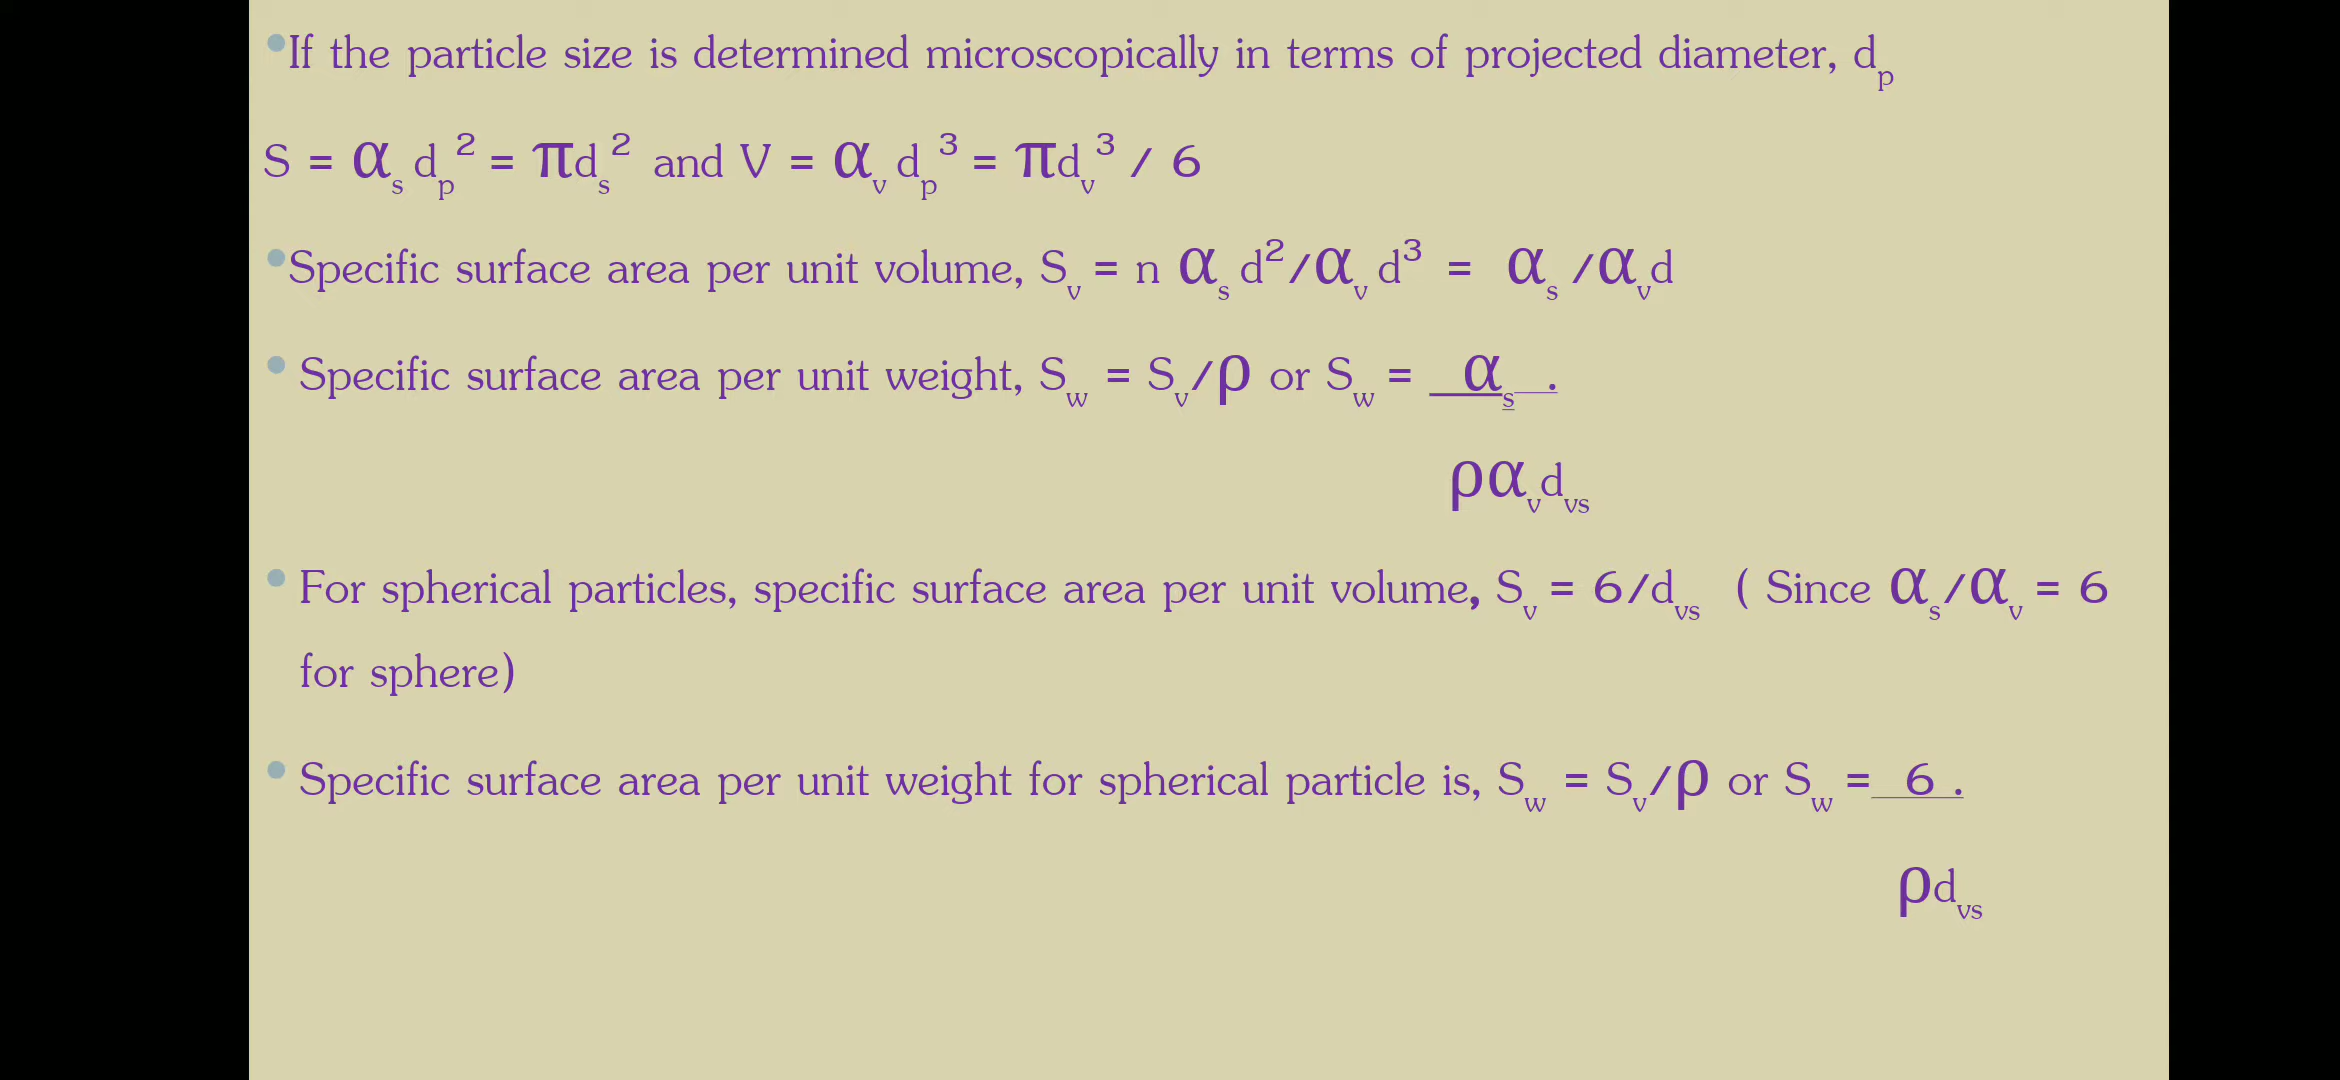 •If the particle size is determined microscopically in terms of projected diameter, dₚ
S = αₛ dₚ² = πdₛ² and V = αᵥ dₚ³ = πdᵥ³ / 6
•Specific surface area per unit volume, Sᵥ = n αₛ d²/αᵥ d³ = αₛ /αᵥd
• Specific surface area per unit weight, S_w = Sᵥ/ρ or S_w = αₛ .
ραᵥdᵥₛ
• For spherical particles, specific surface area per unit volume, Sᵥ = 6/dᵥₛ ( Since αₛ/αᵥ = 6
for sphere)
• Specific surface area per unit weight for spherical particle is, S_w = Sᵥ/ρ or S_w = 6 .
ρdᵥₛ